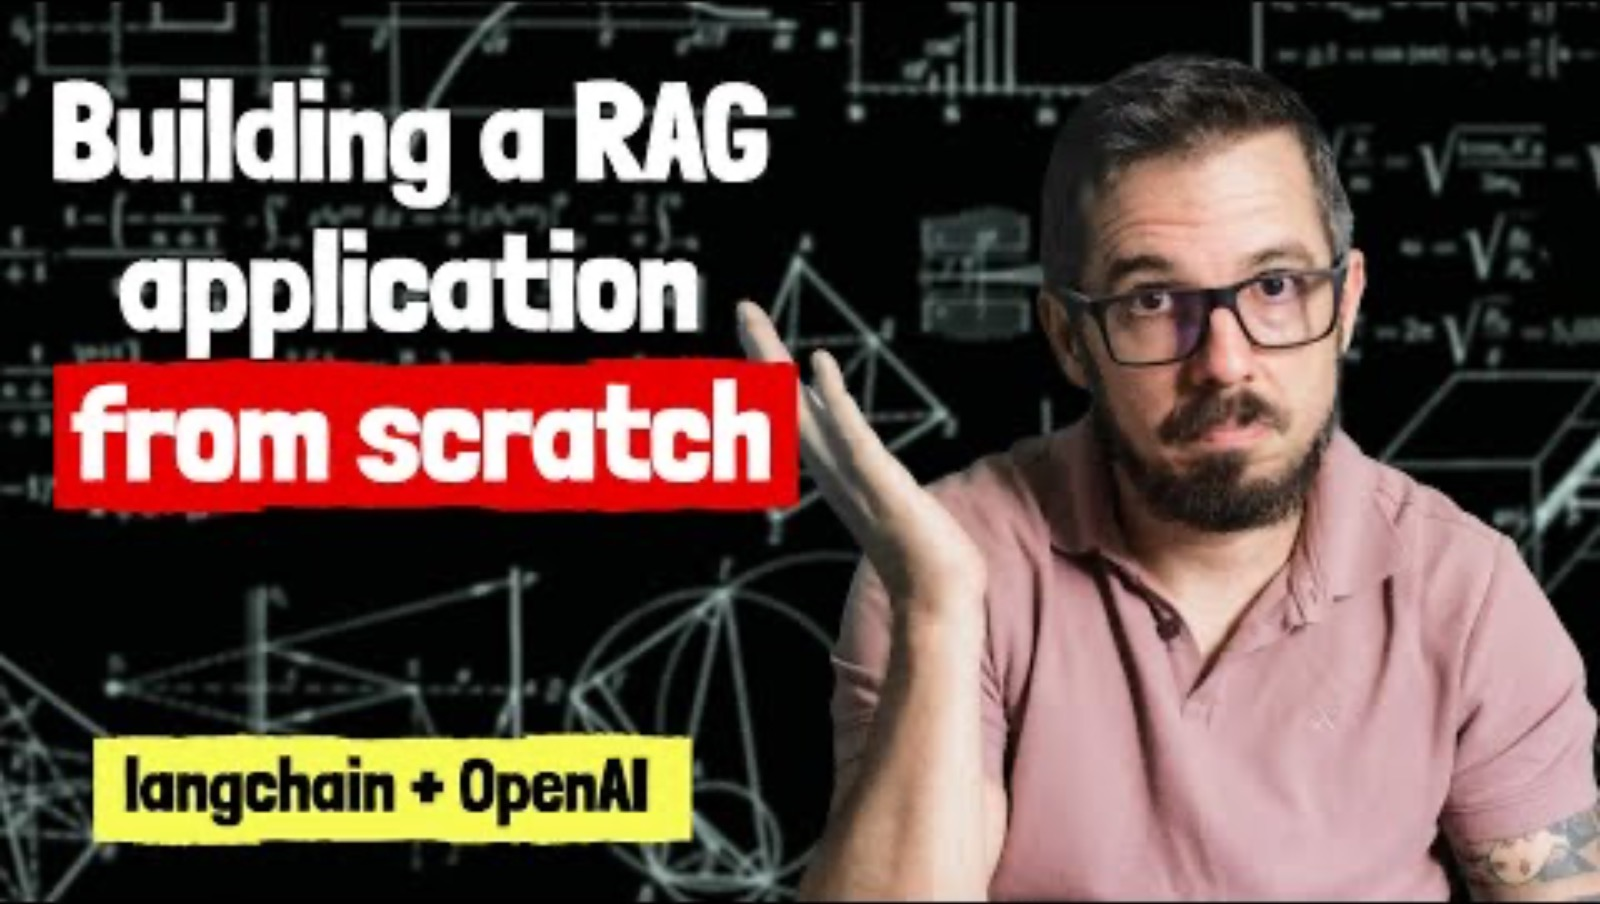 Building a RAG
application
from scratch
langchain + OpenAI